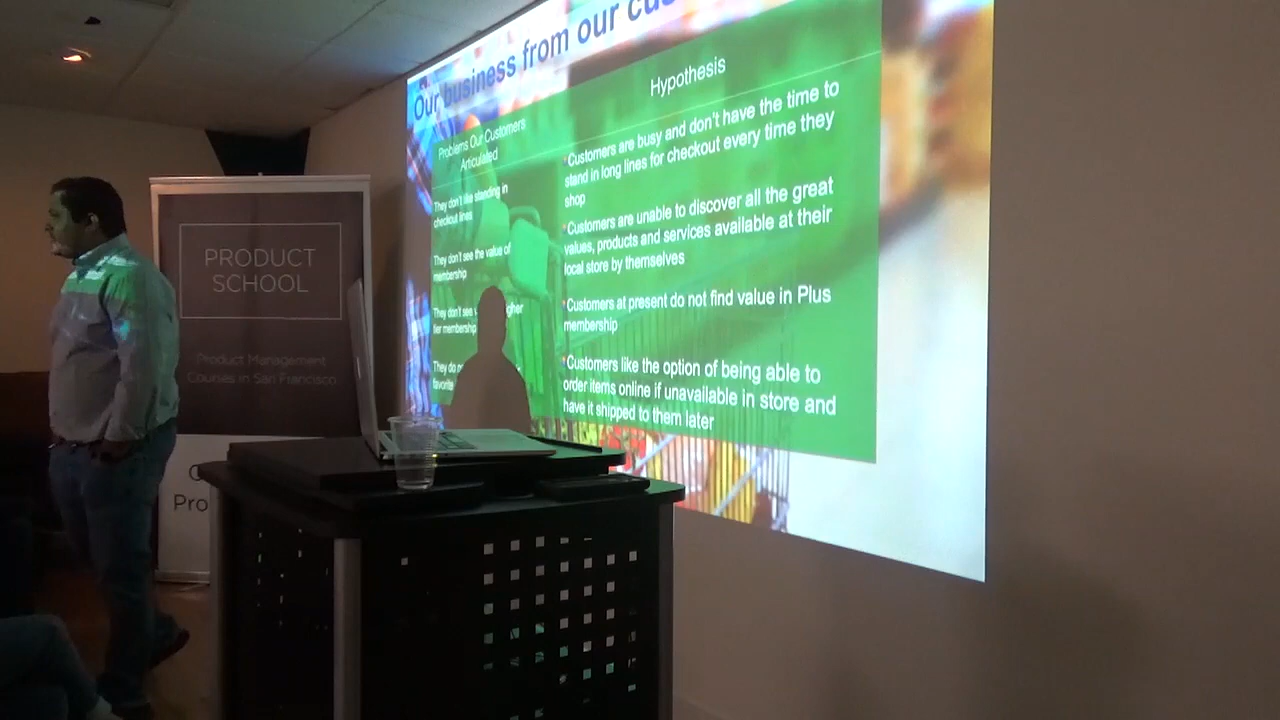 Our business from our
Problems Our Customers
Articulated
They don't like standing in
checkout lines
They don't see the value of
membership
They don't see
tier membership
They do
favorite
Hypothesis
Customers are busy and don't have the time to
stand in long lines for checkout every time they
shop
Customers are unable to discover all the great
values, products and services available at their
local store by themselves
Customers at present do not find value in Plus
membership
Customers like the option of being able to
order items online if unavailable in store and
have it shipped to them later
PRODUCT
SCHOOL
Product Management
Courses in San Francisco